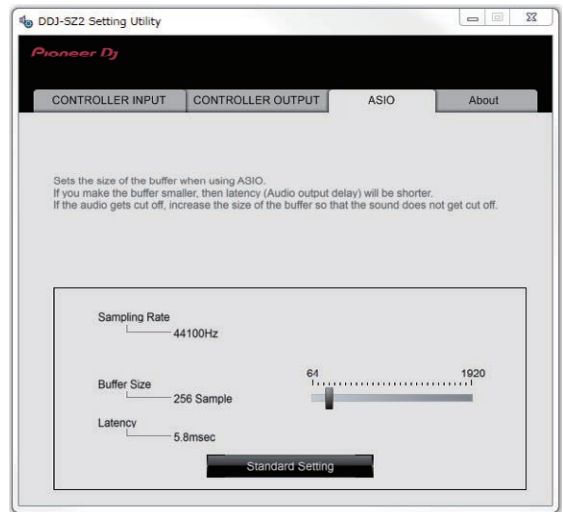 DDJ-SZ2 Setting Utility
Pioneer Dj
CONTROLLER INPUT CONTROLLER OUTPUT ASIO About
Sets the size of the buffer when using ASIO.
If you make the buffer smaller, then latency (Audio output delay) will be shorter.
If the audio gets cut off, increase the size of the buffer so that the sound does not get cut off.
Sampling Rate
44100Hz
64 1920
Buffer Size
256 Sample
Latency
5.8msec
Standard Setting